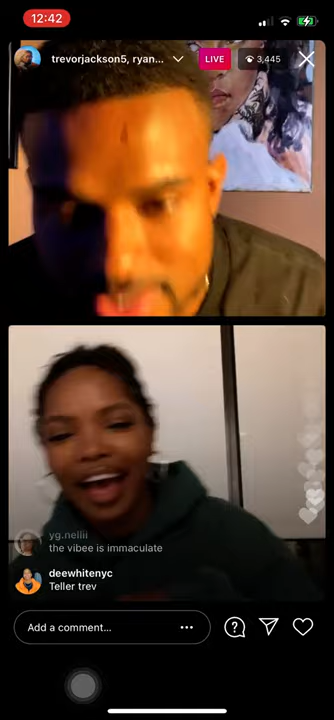 12:42
trevorjackson5, ryan...
LIVE
3,445
yg.nellii
the vibee is immaculate
deewhitenyc
Teller trev
Add a comment...